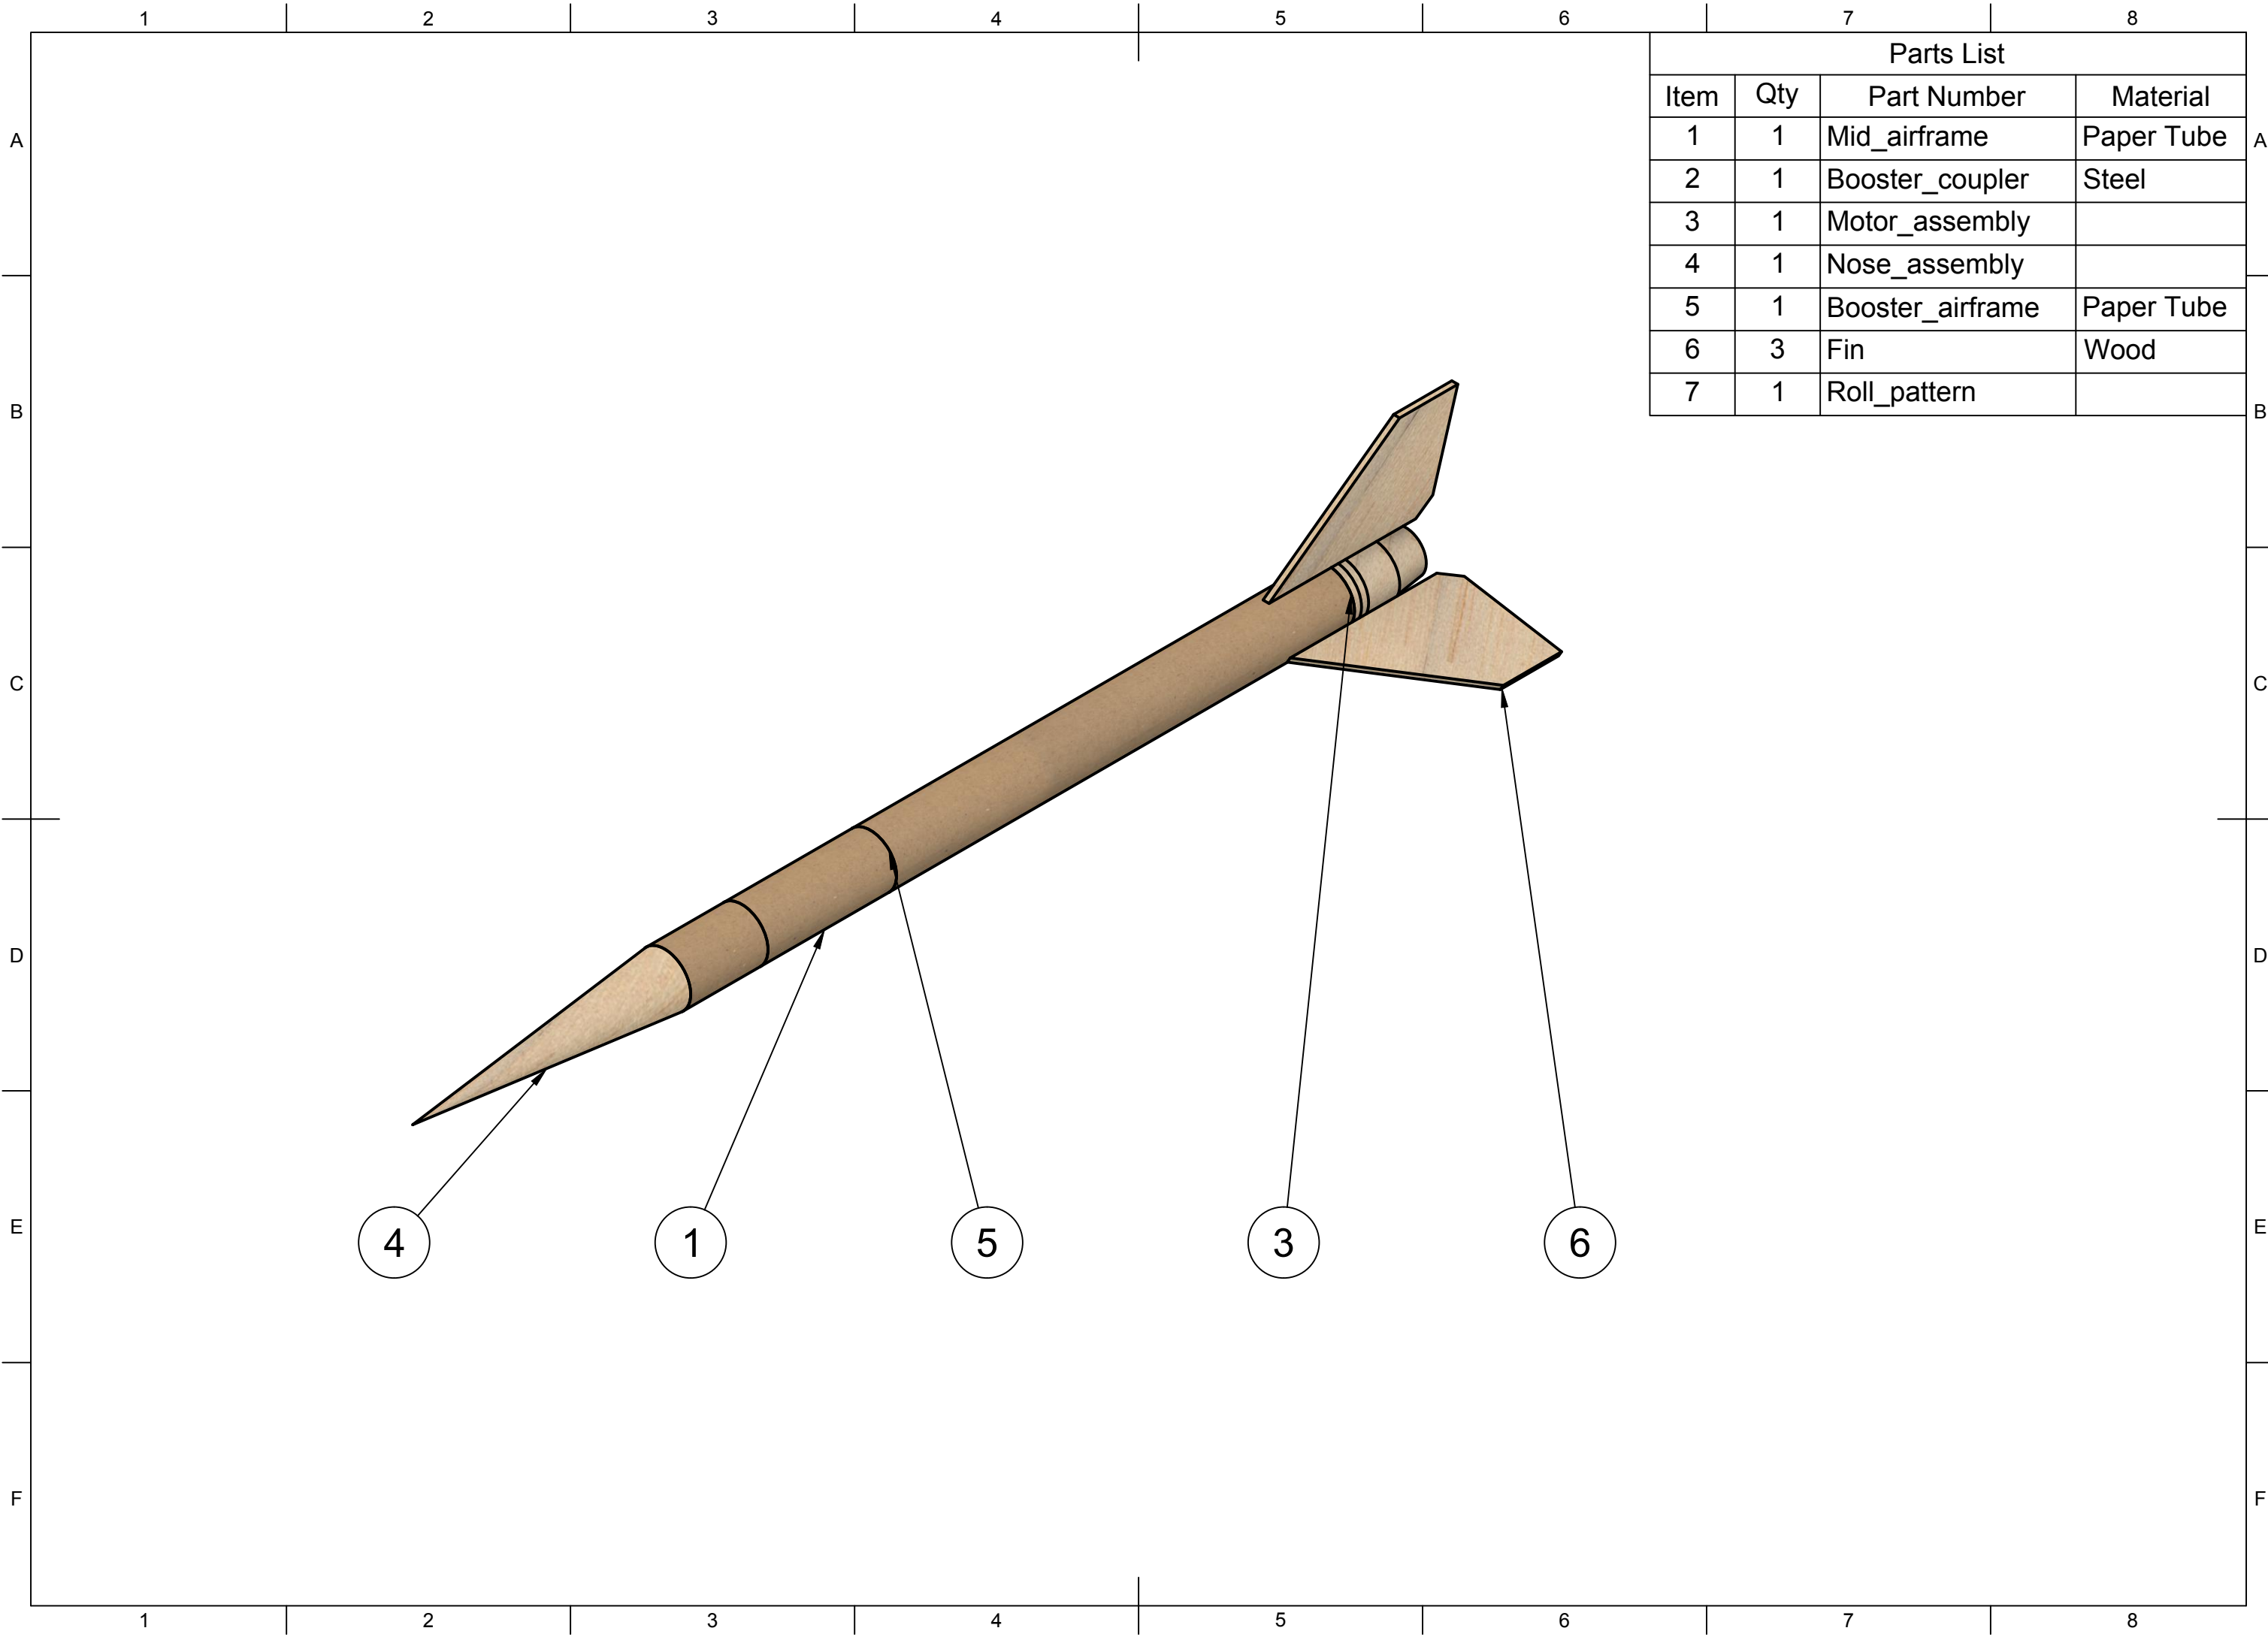 1 2 3 4 5 6 7 8
Parts List
Item Qty Part Number Material
1 1 Mid_airframe Paper Tube
2 1 Booster_coupler Steel
3 1 Motor_assembly
4 1 Nose_assembly
5 1 Booster_airframe Paper Tube
6 3 Fin Wood
7 1 Roll_pattern
A A
B B
C C
D D
4 1 5 3 6
E E
F F
1 2 3 4 5 6 7 8